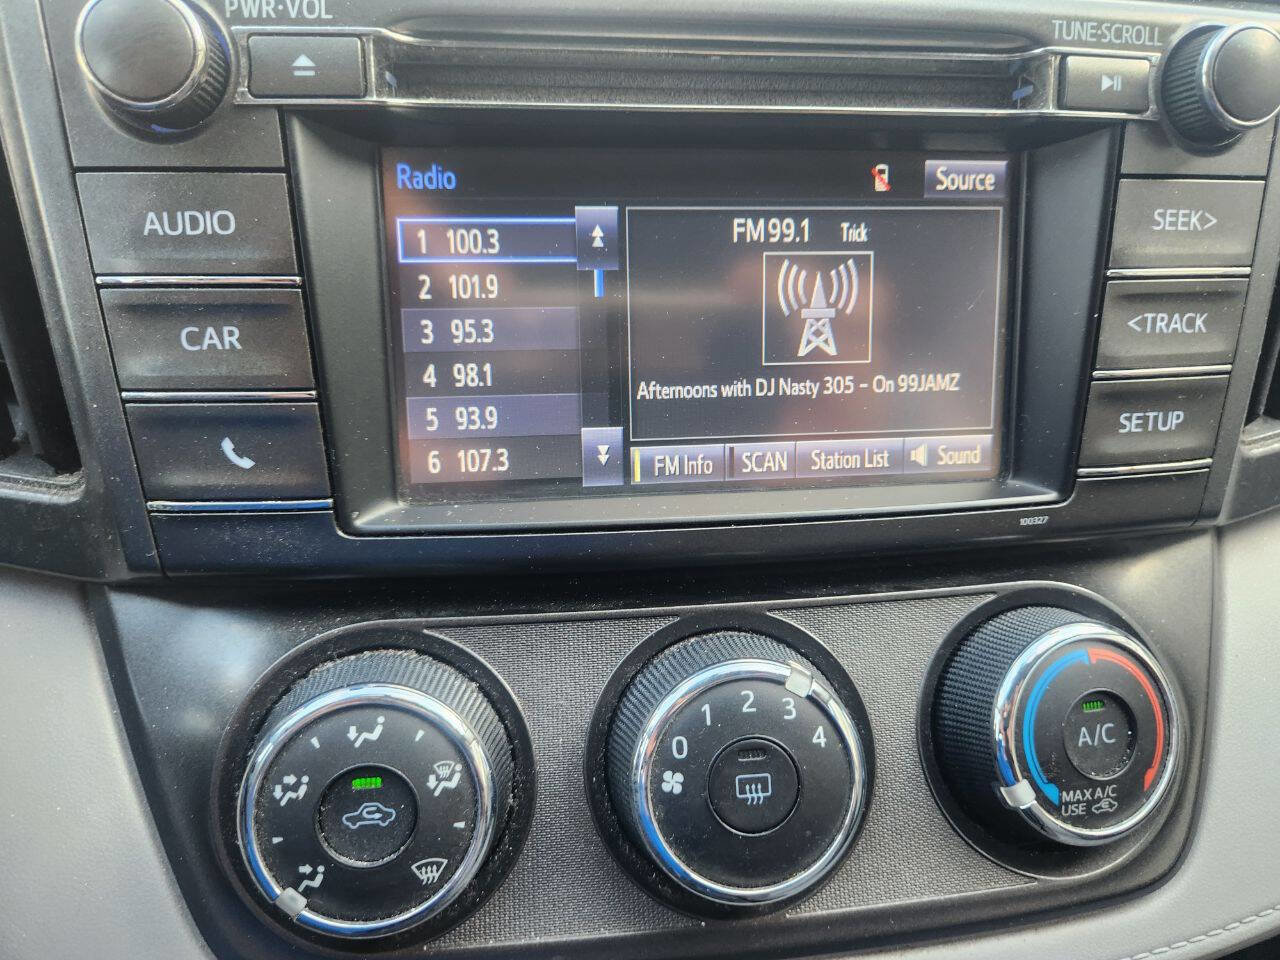 PWR·VOL
TUNE·SCROLL
AUDIO
CAR
SEEK>
<TRACK
SETUP
Radio
Source
1 100.3
2 101.9
3 95.3
4 98.1
5 93.9
6 107.3
FM 99.1 Trick
Afternoons with DJ Nasty 305 - On 99JAMZ
FM Info
SCAN
Station List
Sound
100327
0 1 2 3 4
A/C
MAX A/C
USE